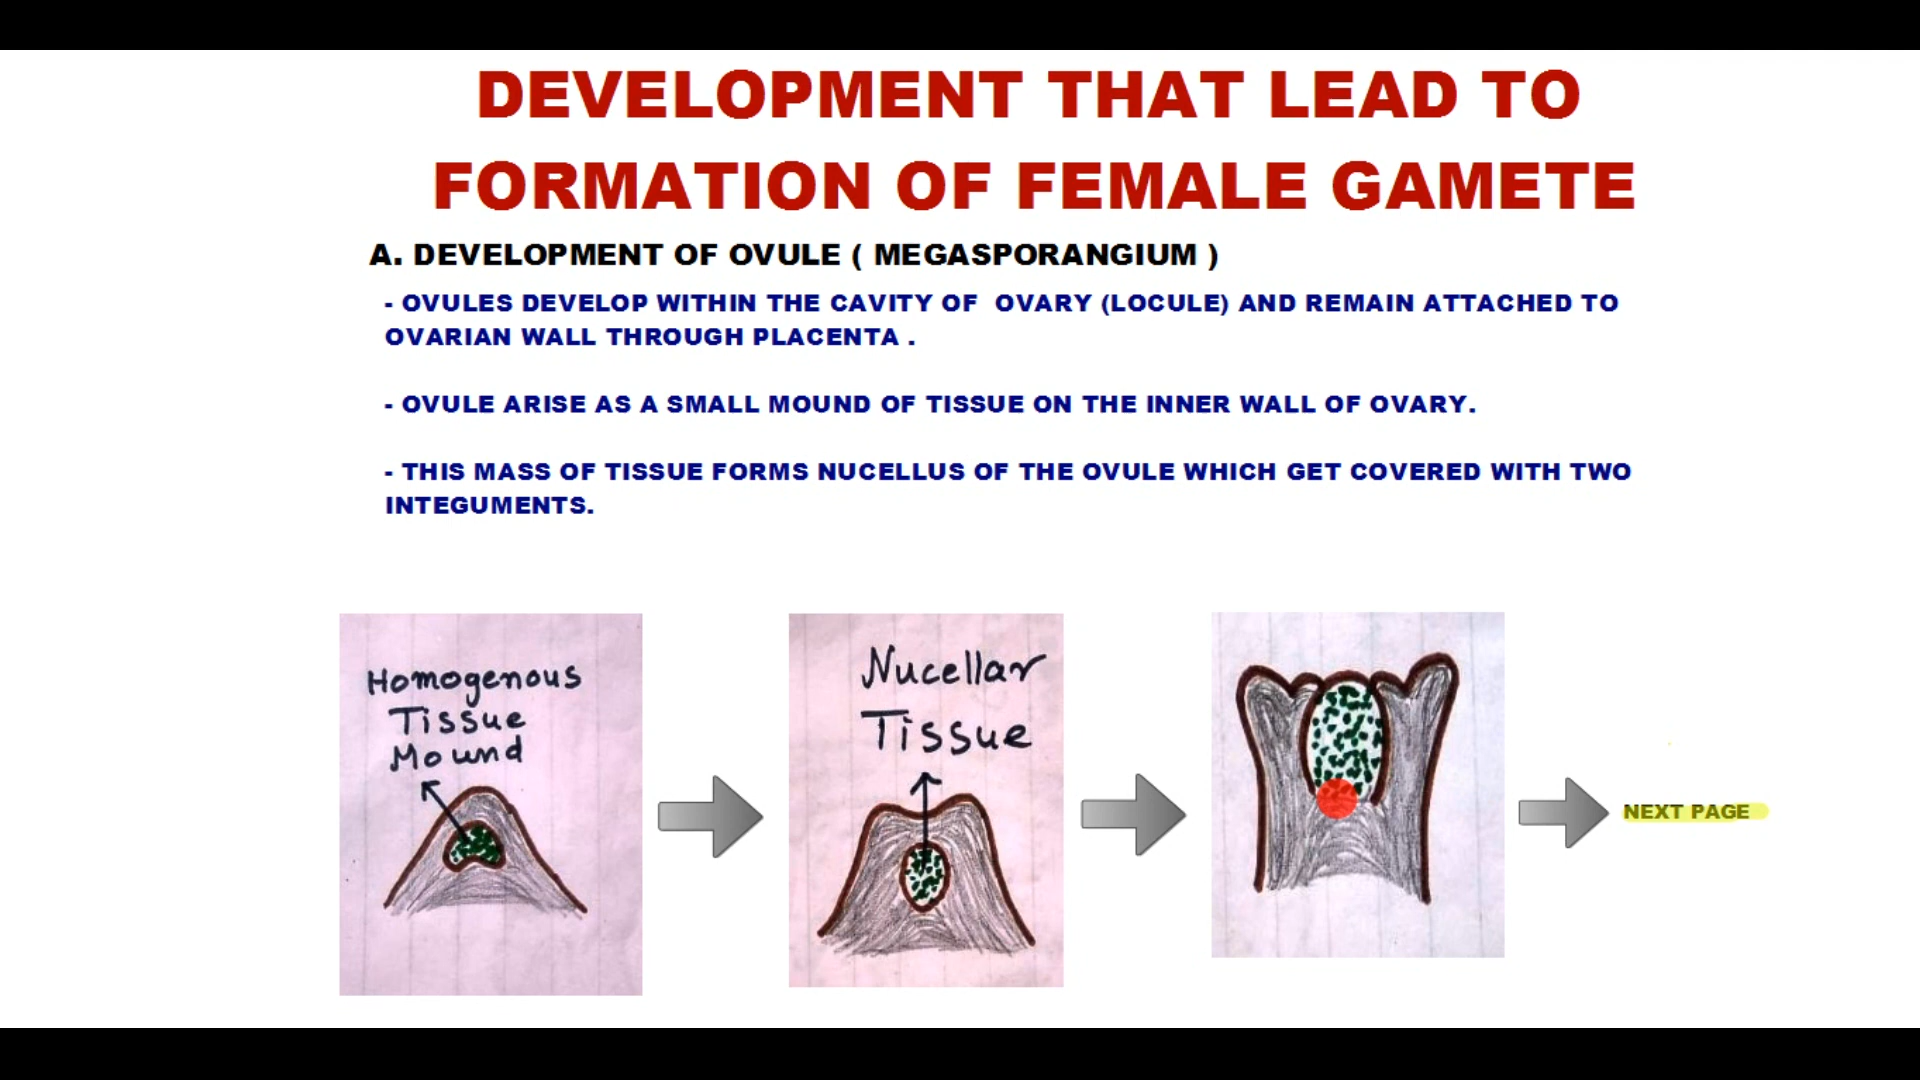 DEVELOPMENT THAT LEAD TO
FORMATION OF FEMALE GAMETE
A. DEVELOPMENT OF OVULE ( MEGASPORANGIUM )
- OVULES DEVELOP WITHIN THE CAVITY OF OVARY (LOCULE) AND REMAIN ATTACHED TO
OVARIAN WALL THROUGH PLACENTA .
- OVULE ARISE AS A SMALL MOUND OF TISSUE ON THE INNER WALL OF OVARY.
- THIS MASS OF TISSUE FORMS NUCELLUS OF THE OVULE WHICH GET COVERED WITH TWO
INTEGUMENTS.
Homogenous
Tissue
Mound
Nucellar
Tissue
NEXT PAGE